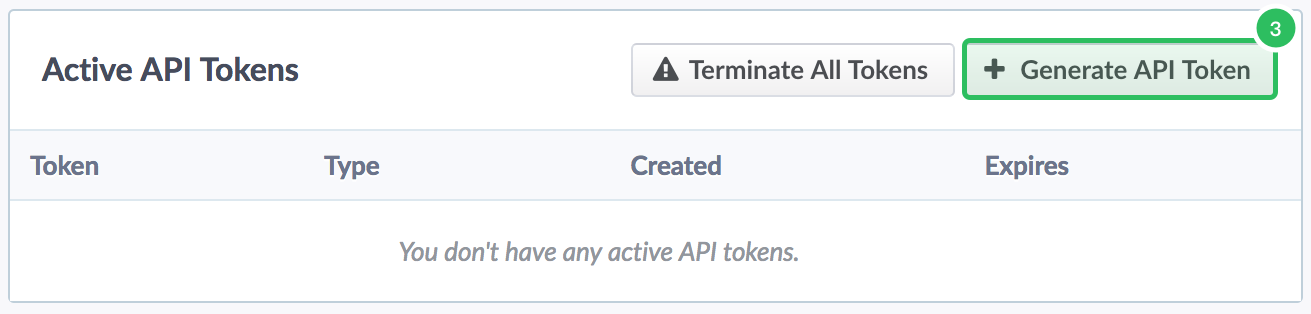 3
Active API Tokens
Terminate All Tokens
Generate API Token
Token Type Created Expires
You don't have any active API tokens.